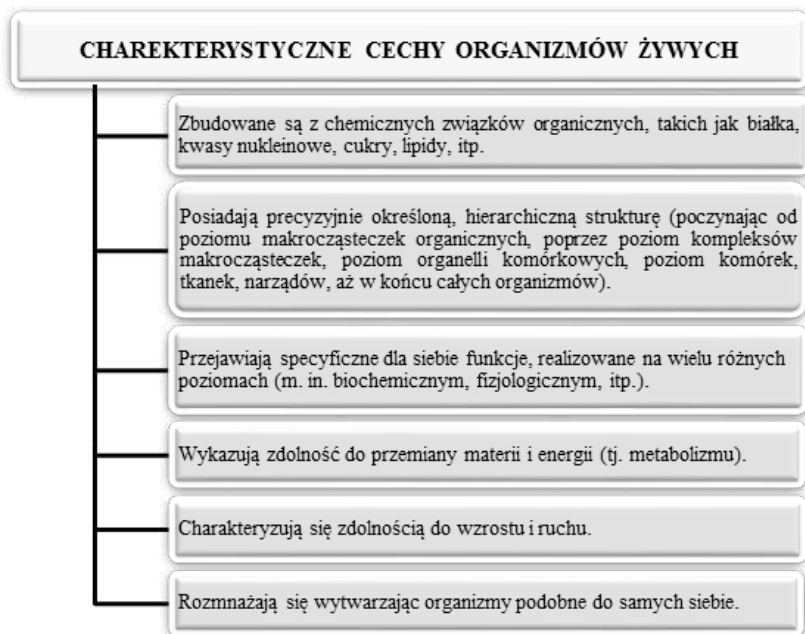 CHAREKTERYSTYCZNE CECHY ORGANIZMÓW ŻYWYCH
Zbudowane są z chemicznych związków organicznych, takich jak białka,
kwasy nukleinowe, cukry, lipidy, itp.
Posiadają precyzyjnie określoną, hierarchiczną strukturę (poczynając od
poziomu makrocząsteczek organicznych, poprzez poziom kompleksów
makrocząsteczek, poziom organelli komórkowych, poziom komórek,
tkanek, narządów, aż w końcu całych organizmów).
Przejawiają specyficzne dla siebie funkcje, realizowane na wielu różnych
poziomach (m. in. biochemicznym, fizjologicznym, itp.).
Wykazują zdolność do przemiany materii i energii (tj. metabolizmu).
Charakteryzują się zdolnością do wzrostu i ruchu.
Rozmnażają się wytwarzając organizmy podobne do samych siebie.